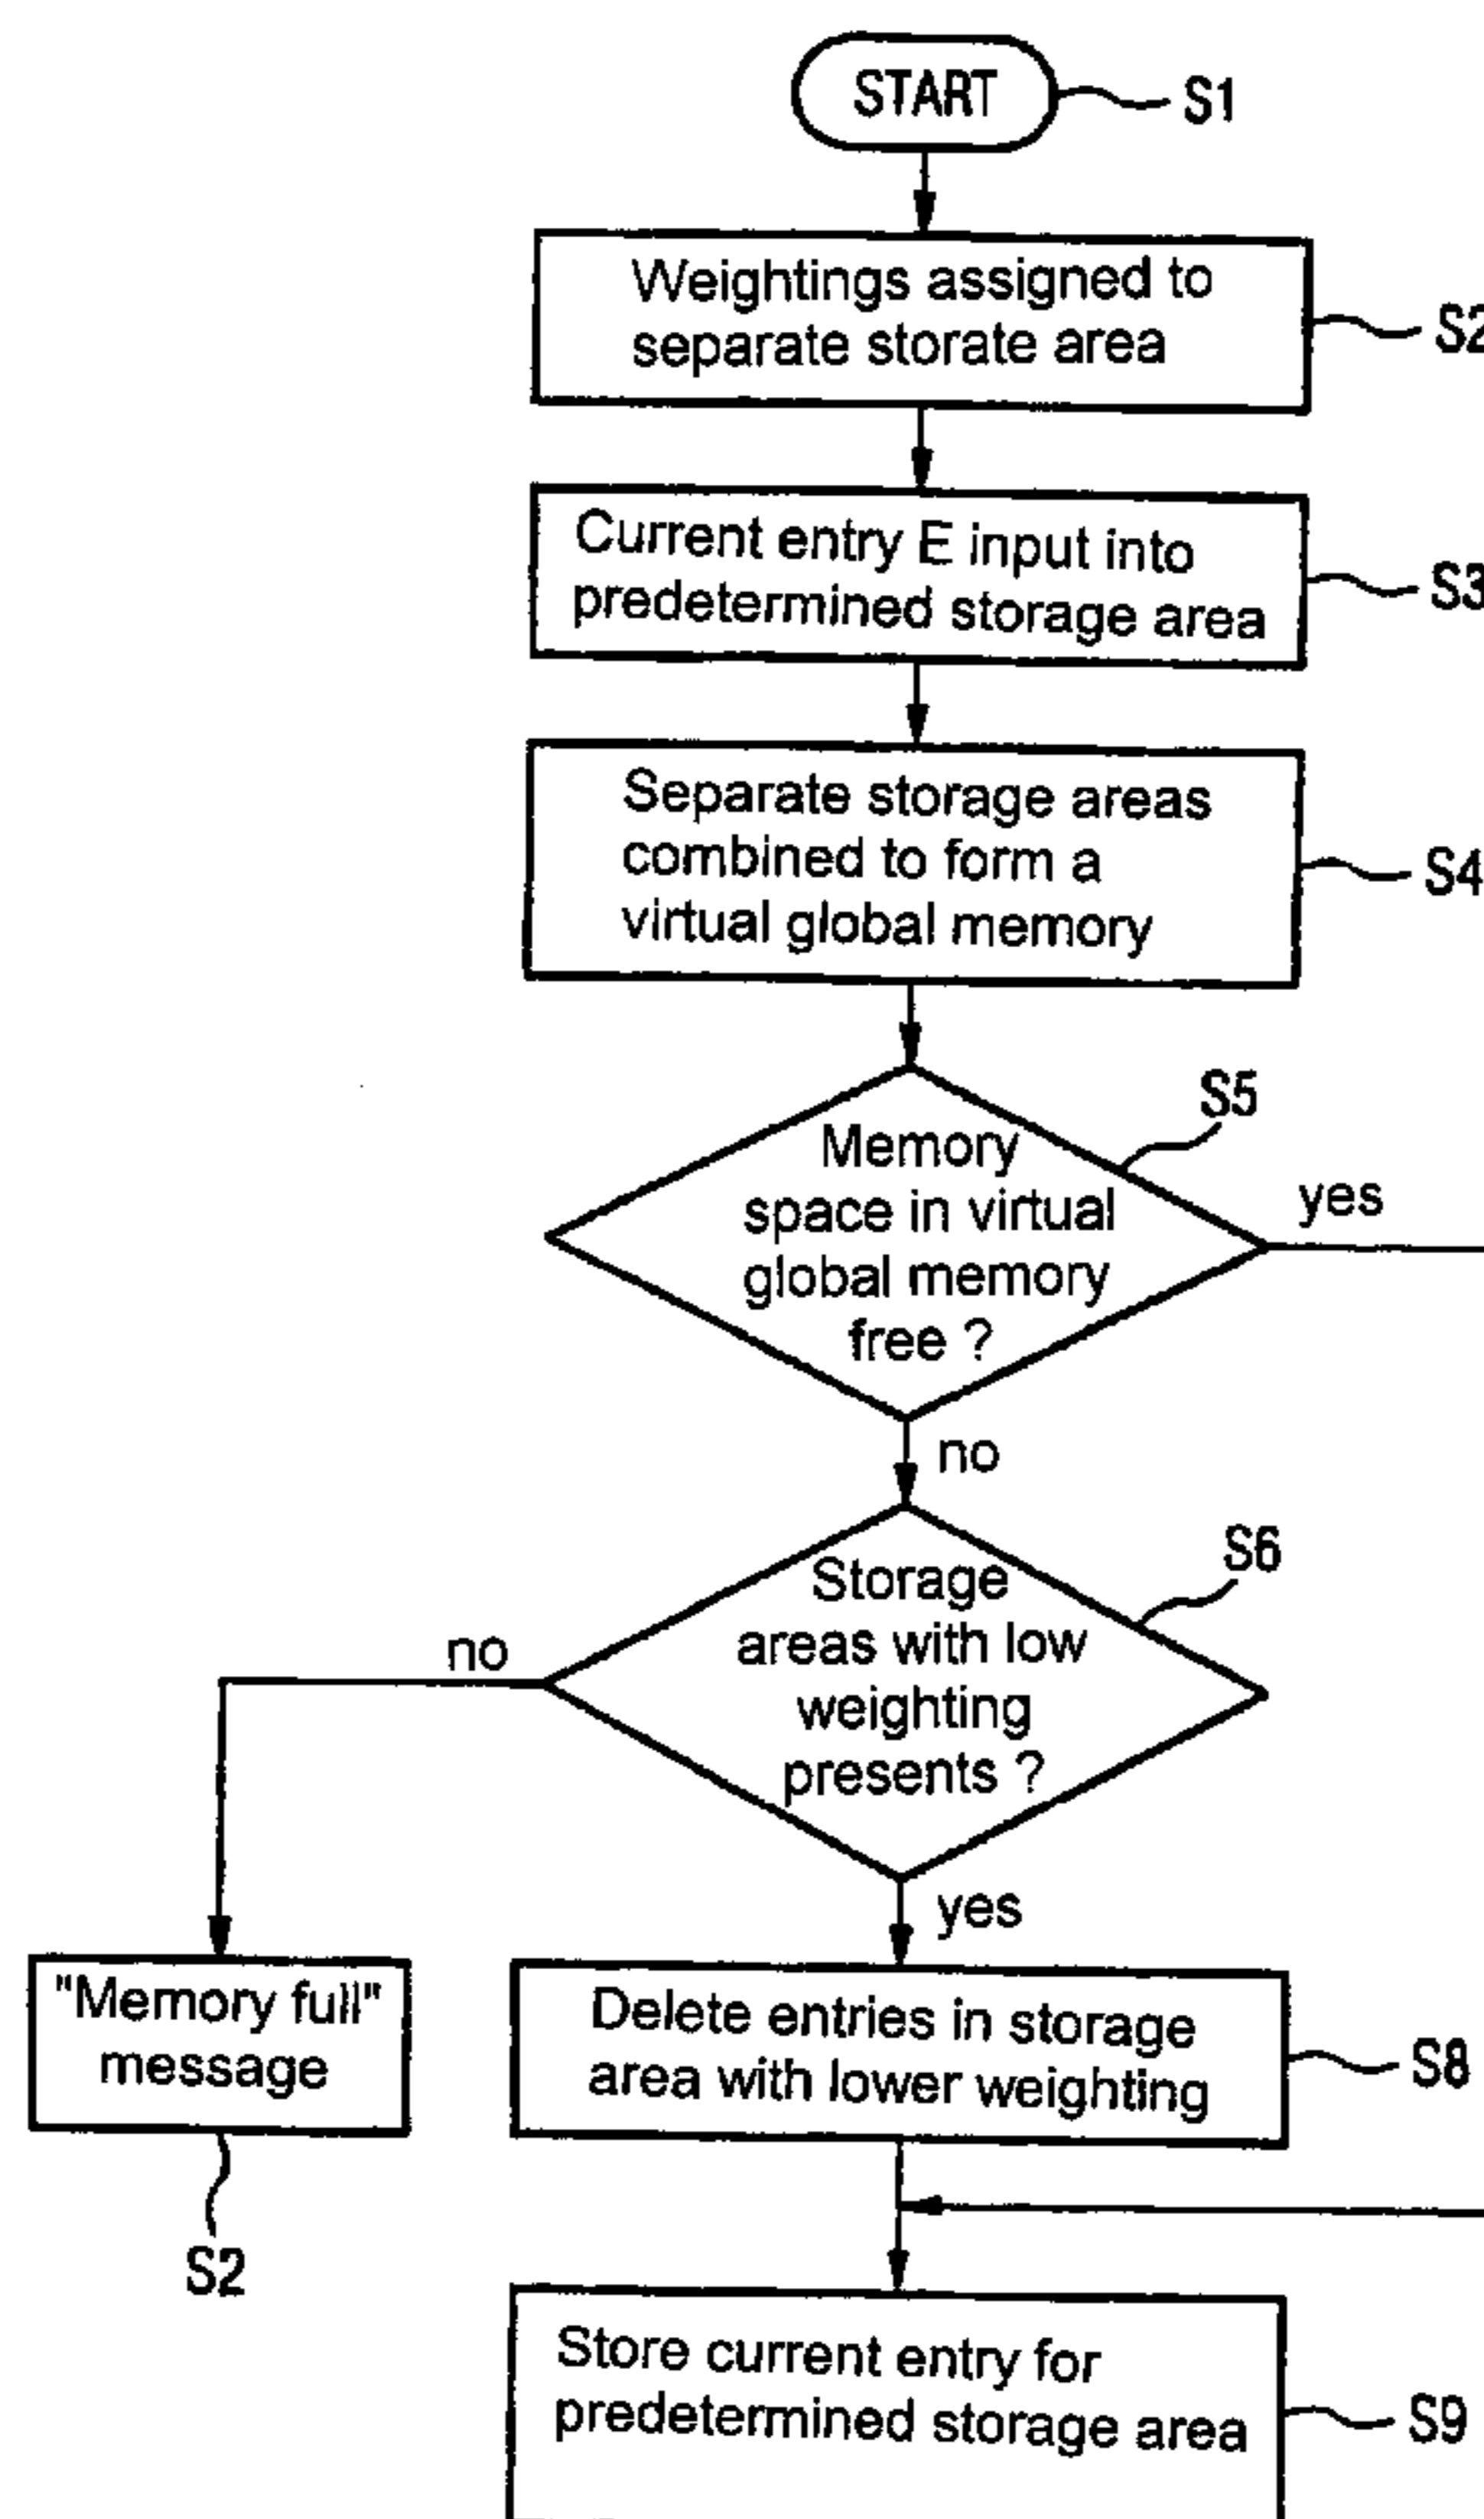 START
S1
Weightings assigned to
separate storate area
S2
Current entry E input into
predetermined storage area
S3
Separate storage areas
combined to form a
virtual global memory
S4
S5
Memory
space in virtual
global memory
free ?
yes
no
S6
Storage
areas with low
weighting
presents ?
no
yes
"Memory full"
message
S2
Delete entries in storage
area with lower weighting
S8
Store current entry for
predetermined storage area
S9